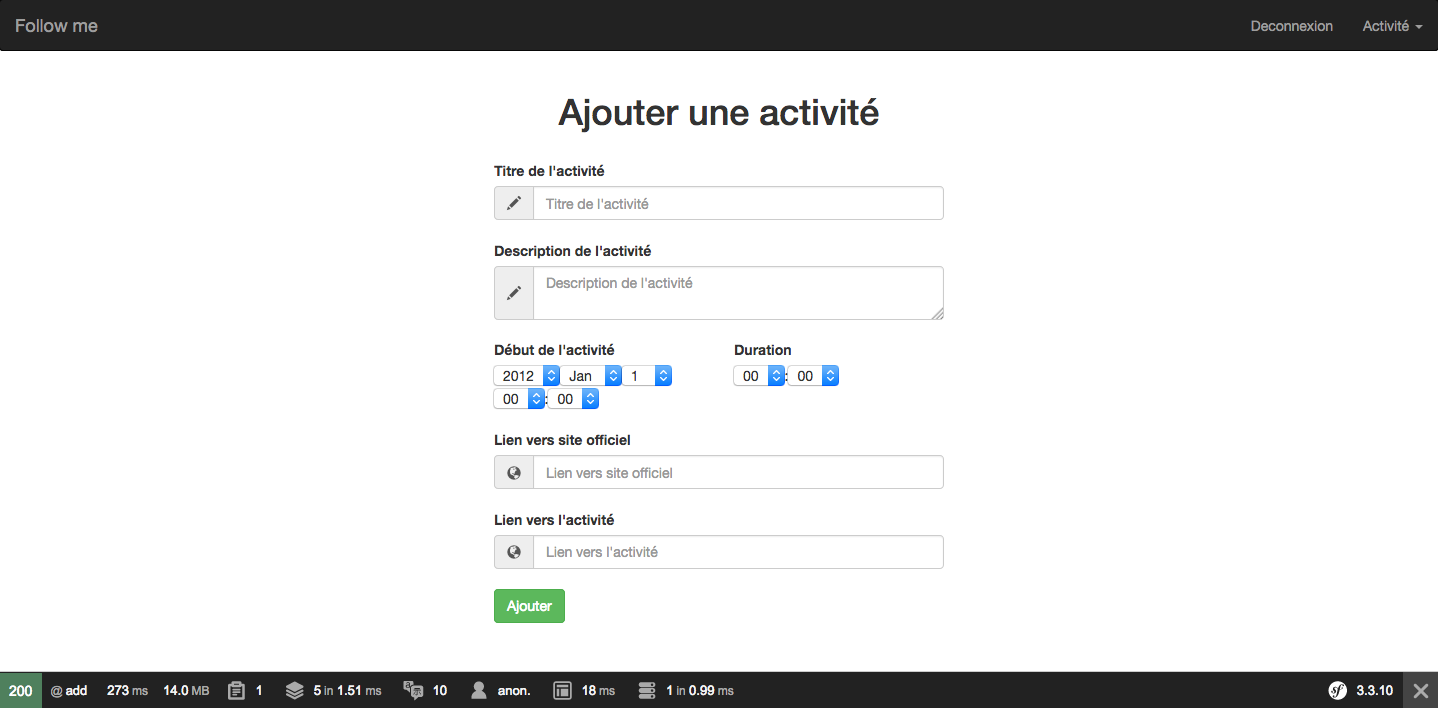 Follow me
Deconnexion Activité
Ajouter une activité
Titre de l'activité
Titre de l'activité
Description de l'activité
Description de l'activité
Début de l'activité Duration
2012 Jan 1 00 : 00
00 : 00
Lien vers site officiel
Lien vers site officiel
Lien vers l'activité
Lien vers l'activité
Ajouter
200 @ add 273 ms 14.0 MB 1 5 in 1.51 ms 10 anon. 18 ms 1 in 0.99 ms sf 3.3.10